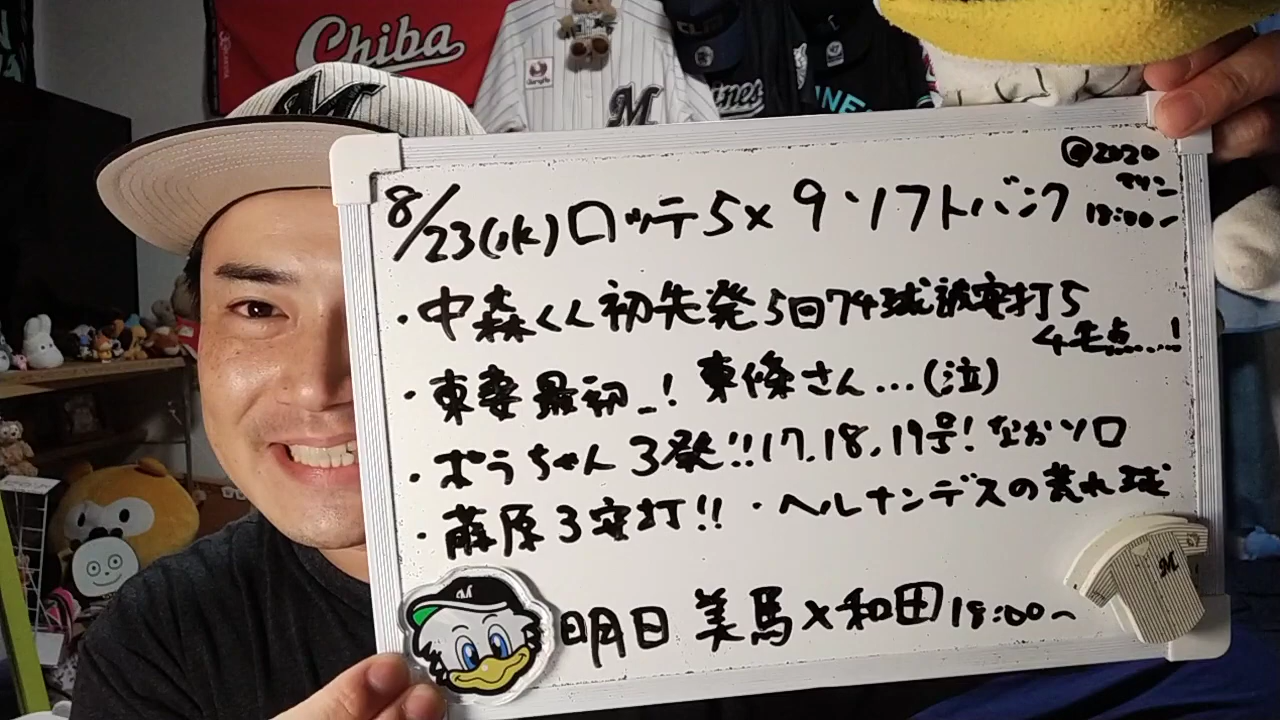 Chiba
M
M
ines
INE
©2020
マリン
18:00~
8/23(水)ロッテ5×9ソフトバンク
・中森くん初先発5回74球被安打5
4失点...!
・東妻最初_! 東條さん...(泣)
・ポうちゃん3発!!17.18.19号!なおソロ
・藤原3安打!! ・ヘルナンデスの荒れ球
M
M
明日 美馬×和田18:00~